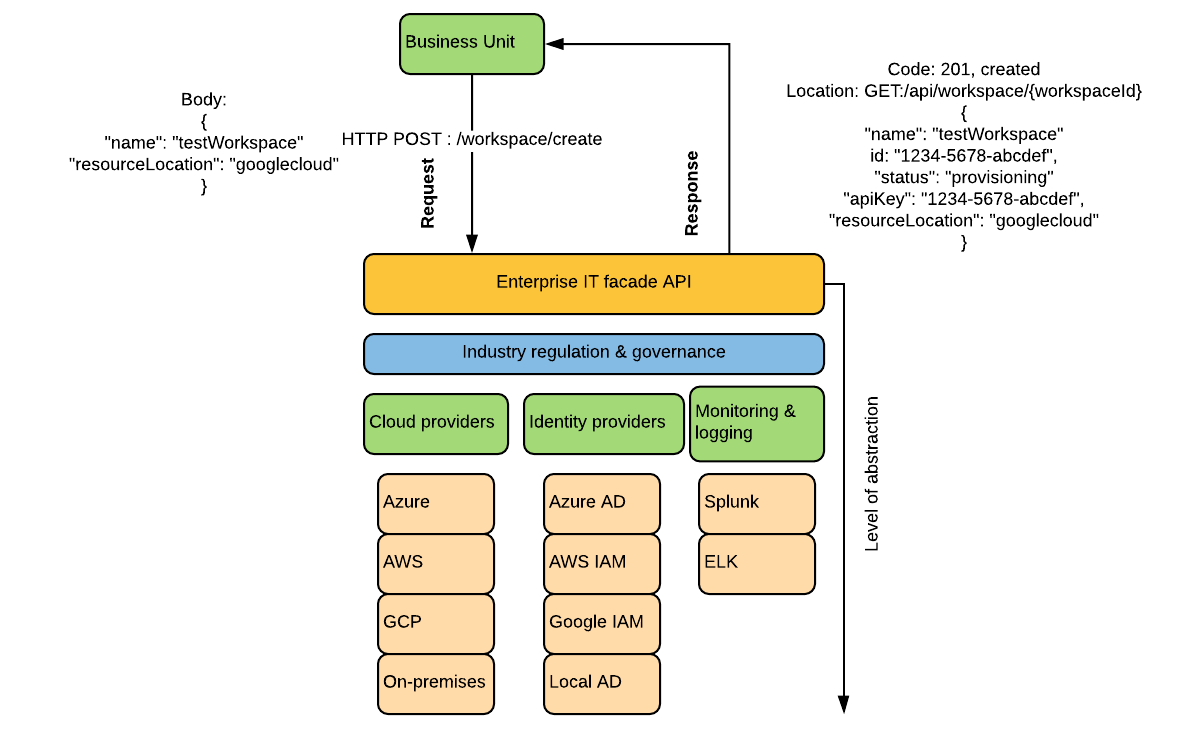 Business Unit
Body:
{
"name": "testWorkspace"
"resourceLocation": "googlecloud"
}
HTTP POST : /workspace/create
Request
Response
Code: 201, created
Location: GET:/api/workspace/{workspaceId}
{
"name": "testWorkspace"
id: "1234-5678-abcdef",
"status": "provisioning"
"apiKey": "1234-5678-abcdef",
"resourceLocation": "googlecloud"
}
Enterprise IT facade API
Industry regulation & governance
Cloud providers
Identity providers
Monitoring &
logging
Azure
AWS
GCP
On-premises
Azure AD
AWS IAM
Google IAM
Local AD
Splunk
ELK
Level of abstraction